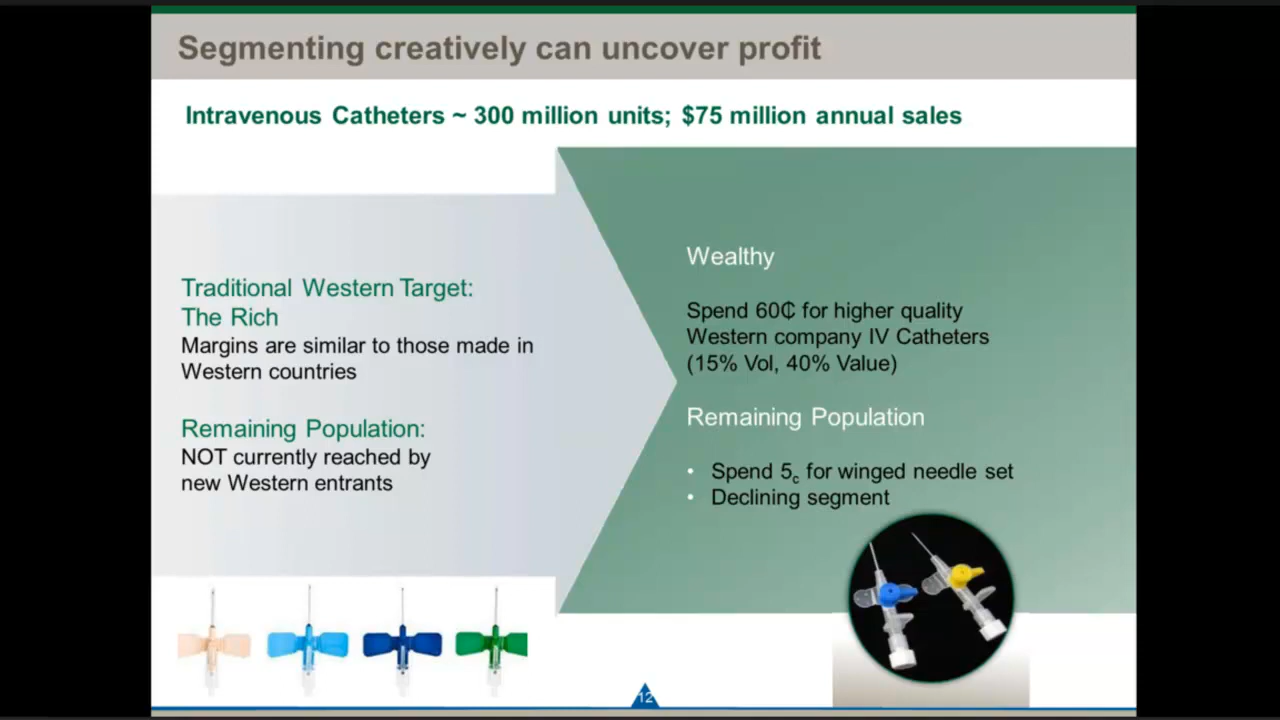 Segmenting creatively can uncover profit
Intravenous Catheters ~ 300 million units; $75 million annual sales
Traditional Western Target:
The Rich
Margins are similar to those made in
Western countries
Remaining Population:
NOT currently reached by
new Western entrants
Wealthy
Spend 60₵ for higher quality
Western company IV Catheters
(15% Vol, 40% Value)
Remaining Population
• Spend 5c for winged needle set
• Declining segment
12